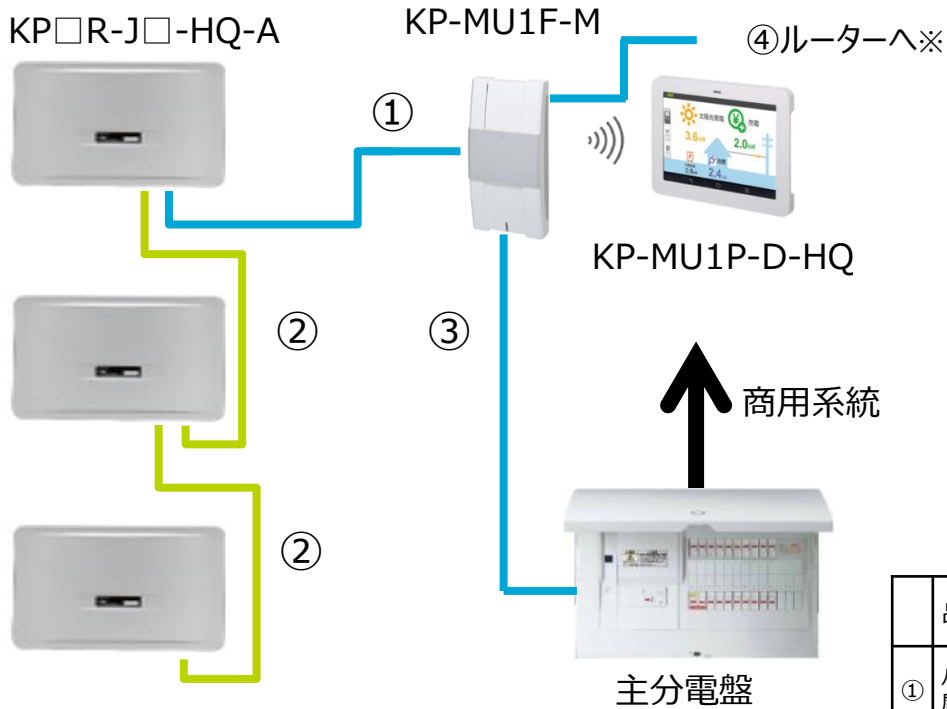 KP□R-J□-HQ-A
KP-MU1F-M
④ルーターへ※
①
太陽光発電
売電
3.6kW
2.0kW
消費
2.4kW
KP-MU1P-D-HQ
②
③
商用系統
②
主分電盤
①